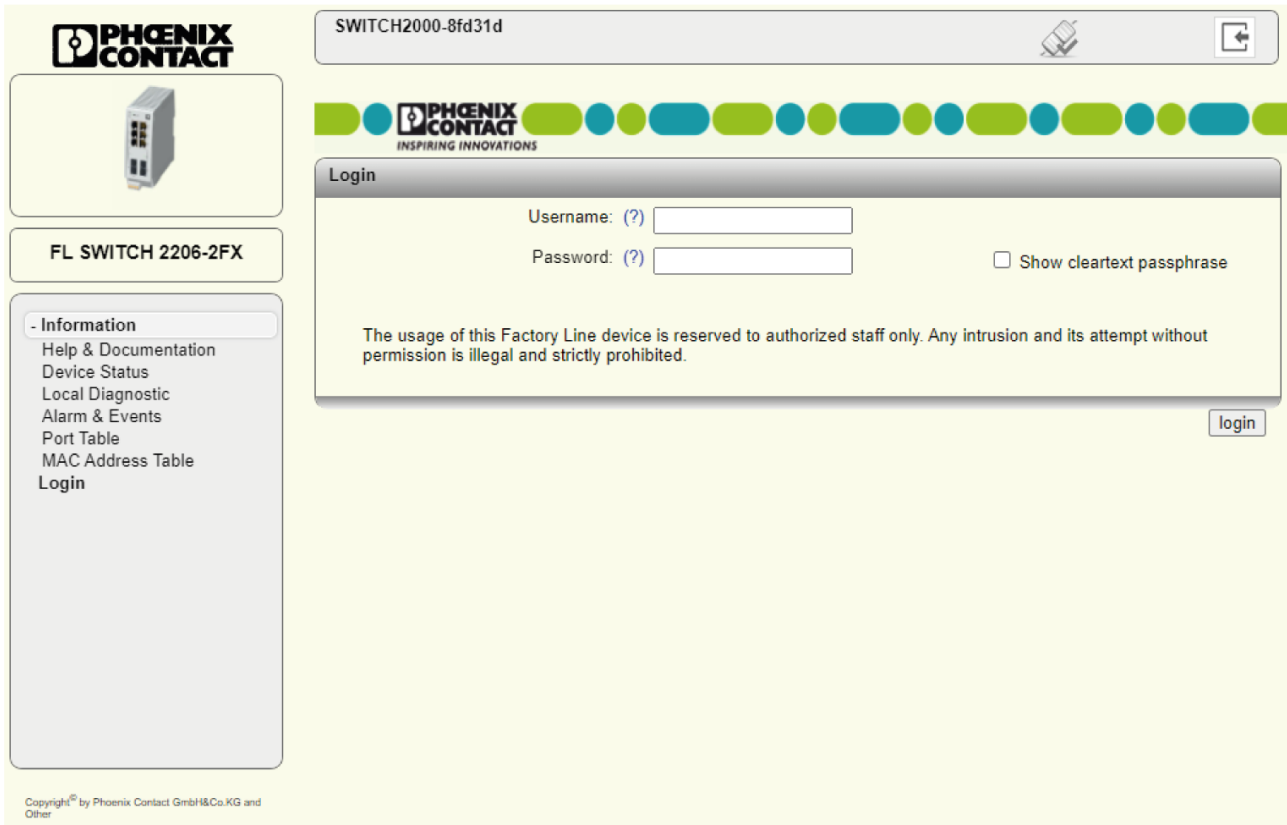 PHŒNIX
CONTACT
FL SWITCH 2206-2FX
- Information
Help & Documentation
Device Status
Local Diagnostic
Alarm & Events
Port Table
MAC Address Table
Login
Copyright© by Phoenix Contact GmbH&Co.KG and
Other
SWITCH2000-8fd31d
PHŒNIX
CONTACT
INSPIRING INNOVATIONS
Login
Username: (?)
Password: (?)
Show cleartext passphrase
The usage of this Factory Line device is reserved to authorized staff only. Any intrusion and its attempt without
permission is illegal and strictly prohibited.
login